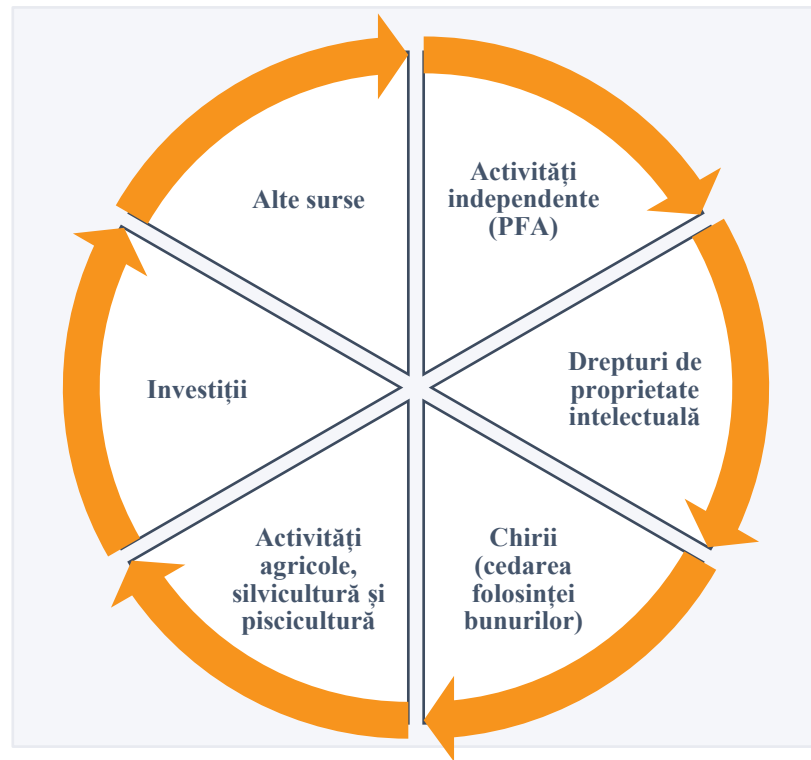 Alte surse
Activități
independente
(PFA)
Investiții
Drepturi de
proprietate
intelectuală
Activități
agricole,
silvicultură și
piscicultură
Chirii
(cedarea
folosinței
bunurilor)